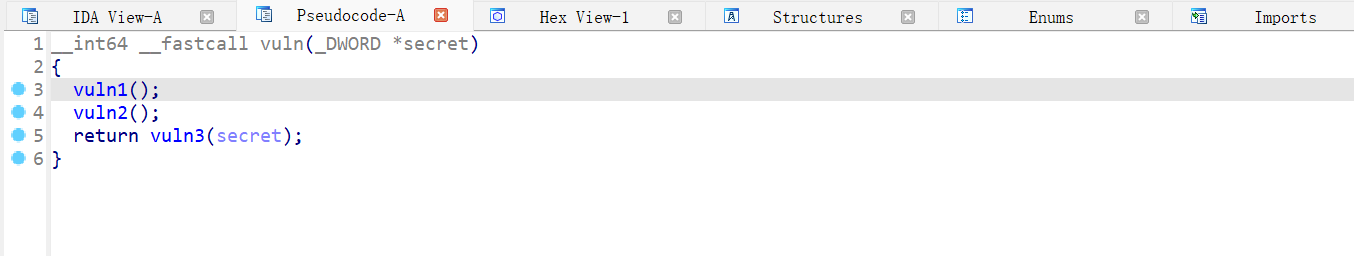 IDA View-A Pseudocode-A Hex View-1 Structures Enums Imports
1 __int64 __fastcall vuln(_DWORD *secret)
2 {
3   vuln1();
4   vuln2();
5   return vuln3(secret);
6 }